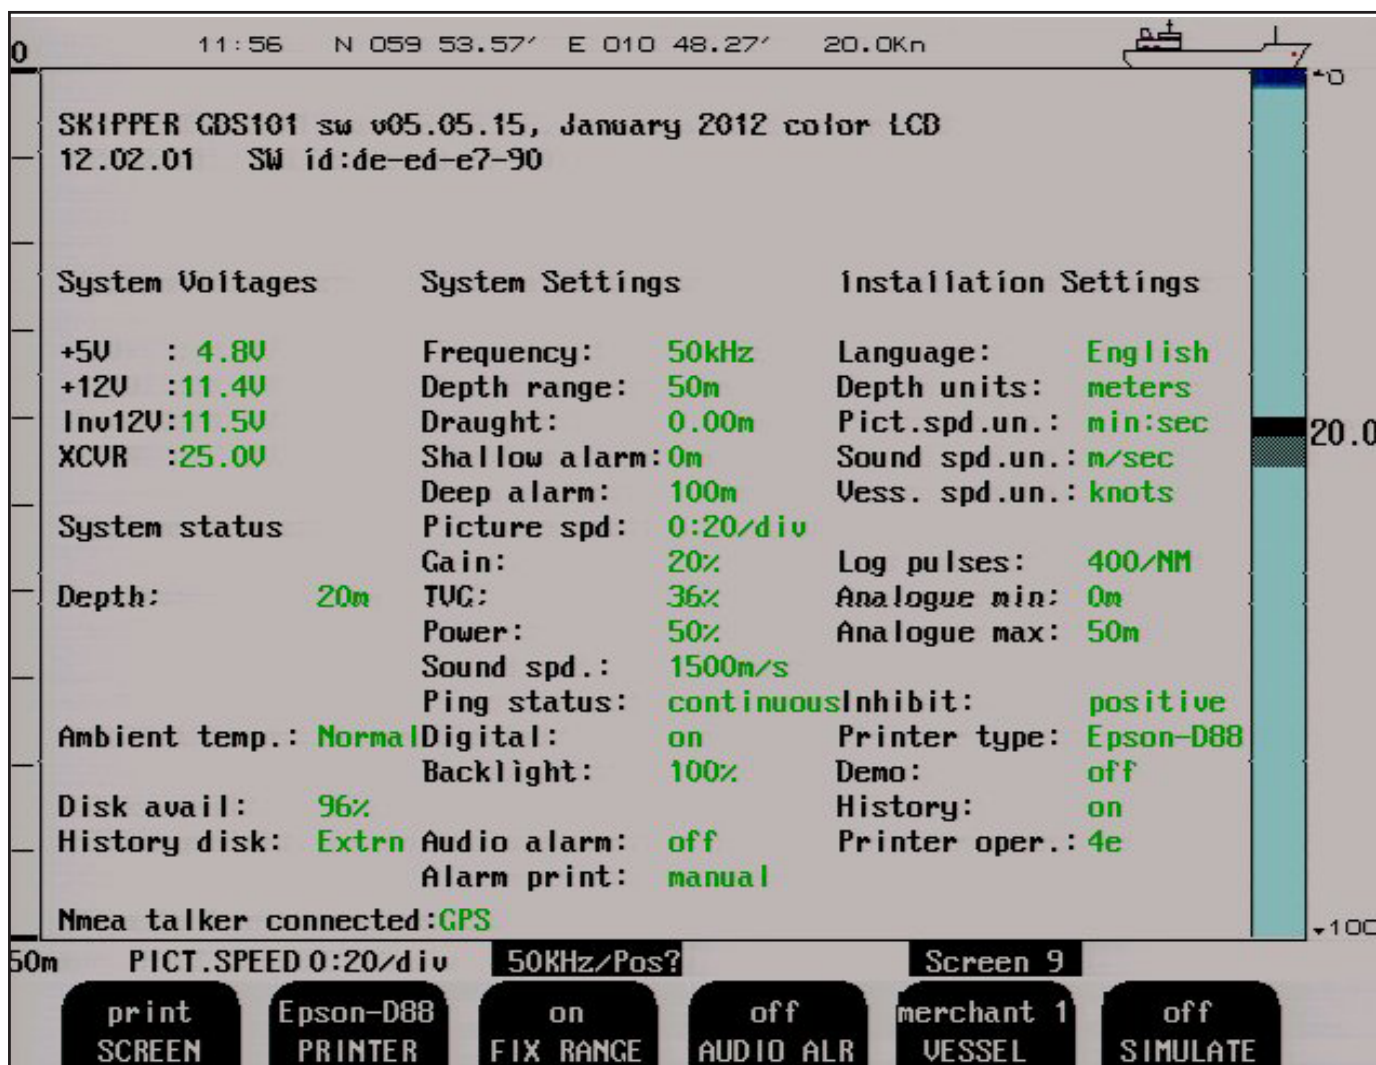 0 11:56 N 059 53.57′ E 010 48.27′ 20.0Kn
0
SKIPPER GDS101 sw v05.05.15, January 2012 color LCD
12.02.01 SW id:de-ed-e7-90
System Voltages System Settings Installation Settings
+5V : 4.8V Frequency: 50kHz Language: English
+12V :11.4V Depth range: 50m Depth units: meters
Inv12V:11.5V Draught: 0.00m Pict.spd.un.: min:sec
20.0
XCVR :25.0V Shallow alarm:0m Sound spd.un.: m/sec
Deep alarm: 100m Vess. spd.un.: knots
System status Picture spd: 0:20/div
Gain: 20% Log pulses: 400/NM
Depth: 20m TVG: 36% Analogue min: 0m
Power: 50% Analogue max: 50m
Sound spd.: 1500m/s
Ping status: continuous Inhibit: positive
Ambient temp.: Normal Digital: on Printer type: Epson-D88
Backlight: 100% Demo: off
Disk avail: 96% History: on
History disk: Extrn Audio alarm: off Printer oper.: 4e
Alarm print: manual
Nmea talker connected:GPS
100
50m PICT.SPEED 0:20/div 50KHz/Pos? Screen 9
print Epson-D88 on off merchant 1 off
SCREEN PRINTER FIX RANGE AUDIO ALR VESSEL SIMULATE